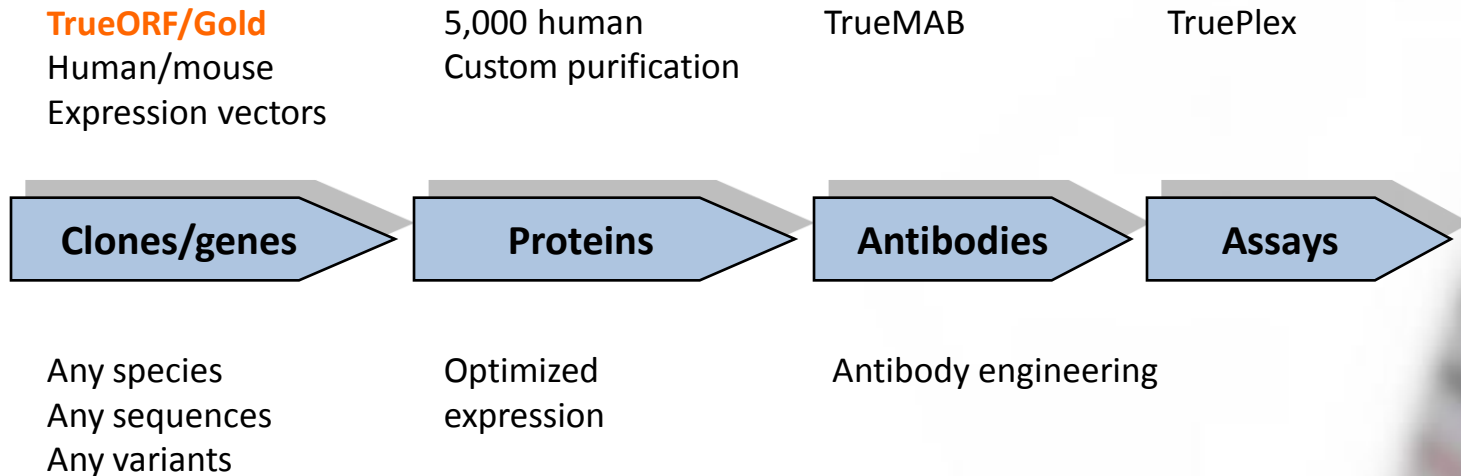 TrueORF/Gold
Human/mouse
Expression vectors
5,000 human
Custom purification
TrueMAB
TruePlex
Clones/genes
Proteins
Antibodies
Assays
Any species
Any sequences
Any variants
Optimized
expression
Antibody engineering